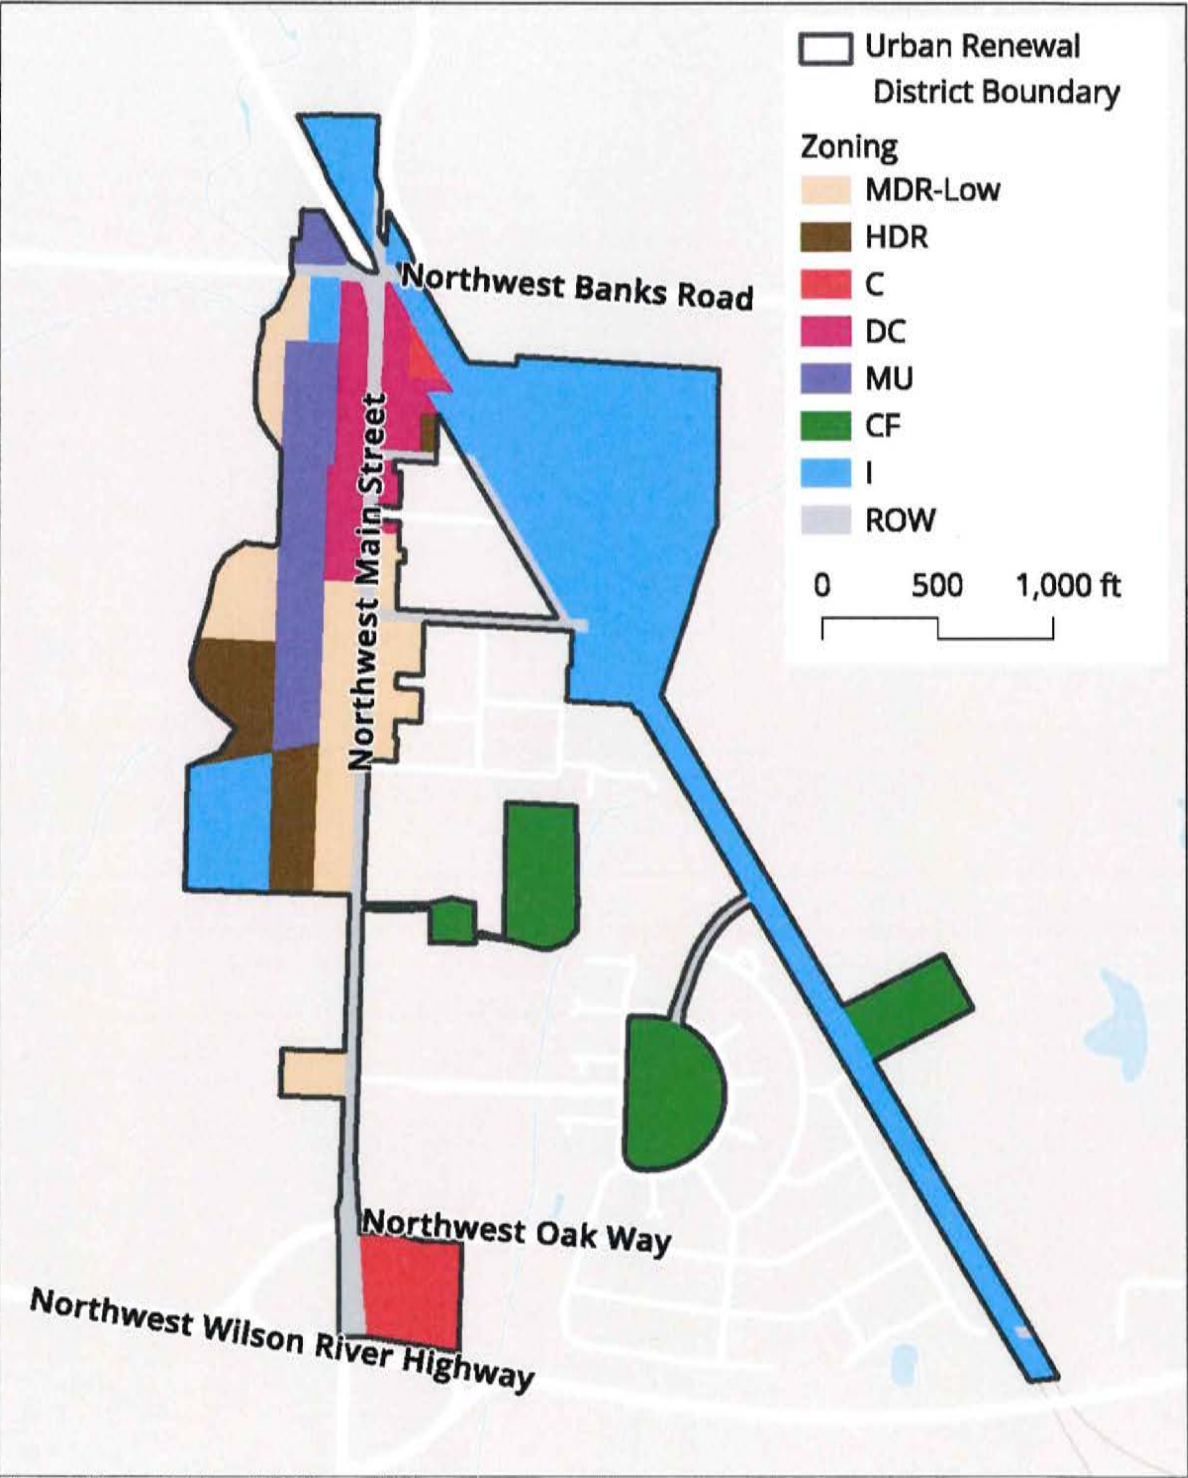 Urban Renewal
District Boundary
Zoning
MDR-Low
HDR
C
DC
MU
CF
I
ROW
0 500 1,000 ft
Northwest Banks Road
Northwest Main Street
Northwest Oak Way
Northwest Wilson River Highway